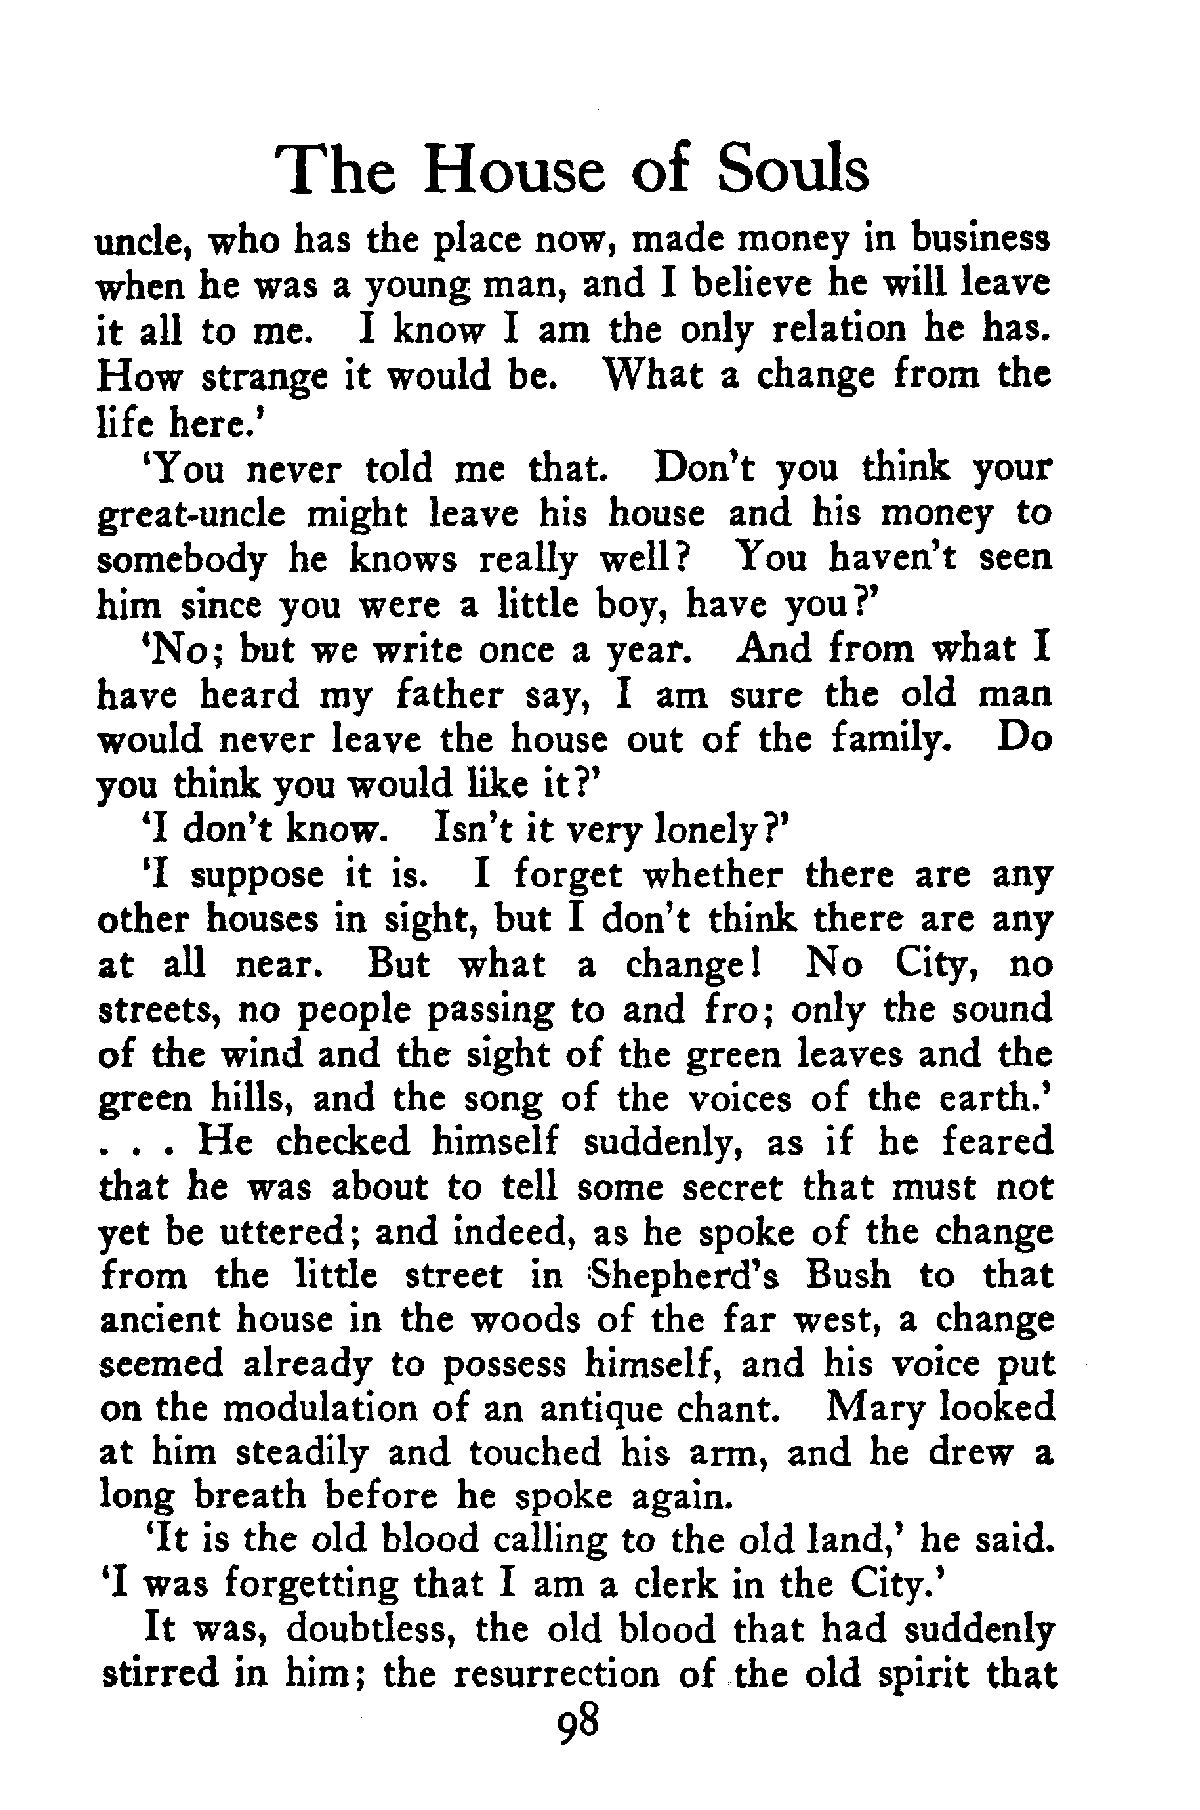 The House of Souls
uncle, who has the place now, made money in business
when he was a young man, and I believe he will leave
it all to me. I know I am the only relation he has.
How strange it would be. What a change from the
life here.'
'You never told me that. Don't you think your
great-uncle might leave his house and his money to
somebody he knows really well? You haven't seen
him since you were a little boy, have you?'
'No; but we write once a year. And from what I
have heard my father say, I am sure the old man
would never leave the house out of the family. Do
you think you would like it?'
'I don't know. Isn't it very lonely?'
'I suppose it is. I forget whether there are any
other houses in sight, but I don't think there are any
at all near. But what a change! No City, no
streets, no people passing to and fro; only the sound
of the wind and the sight of the green leaves and the
green hills, and the song of the voices of the earth.'
. . . He checked himself suddenly, as if he feared
that he was about to tell some secret that must not
yet be uttered; and indeed, as he spoke of the change
from the little street in Shepherd's Bush to that
ancient house in the woods of the far west, a change
seemed already to possess himself, and his voice put
on the modulation of an antique chant. Mary looked
at him steadily and touched his arm, and he drew a
long breath before he spoke again.
'It is the old blood calling to the old land,' he said.
'I was forgetting that I am a clerk in the City.'
It was, doubtless, the old blood that had suddenly
stirred in him; the resurrection of the old spirit that
98